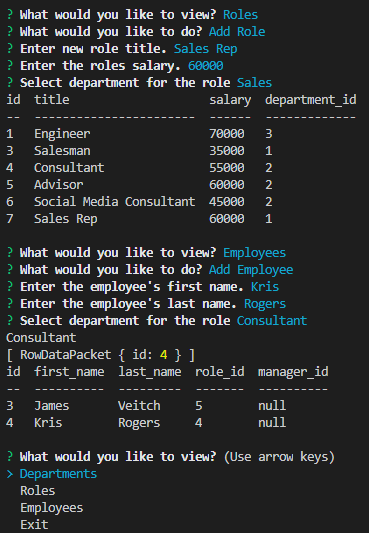 ? What would you like to view? Roles
? What would you like to do? Add Role
? Enter new role title. Sales Rep
? Enter the roles salary. 60000
? Select department for the role Sales
id  title                    salary  department_id
--  -----------------------  ------  -------------
1   Engineer                 70000   3
3   Salesman                 35000   1
4   Consultant               55000   2
5   Advisor                  60000   2
6   Social Media Consultant  45000   2
7   Sales Rep                60000   1
? What would you like to view? Employees
? What would you like to do? Add Employee
? Enter the employee's first name. Kris
? Enter the employee's last name. Rogers
? Select department for the role Consultant
Consultant
[ RowDataPacket { id: 4 } ]
id  first_name  last_name  role_id  manager_id
--  ----------  ---------  -------  ----------
3   James       Veitch     5        null
4   Kris        Rogers     4        null
? What would you like to view? (Use arrow keys)
> Departments
  Roles
  Employees
  Exit